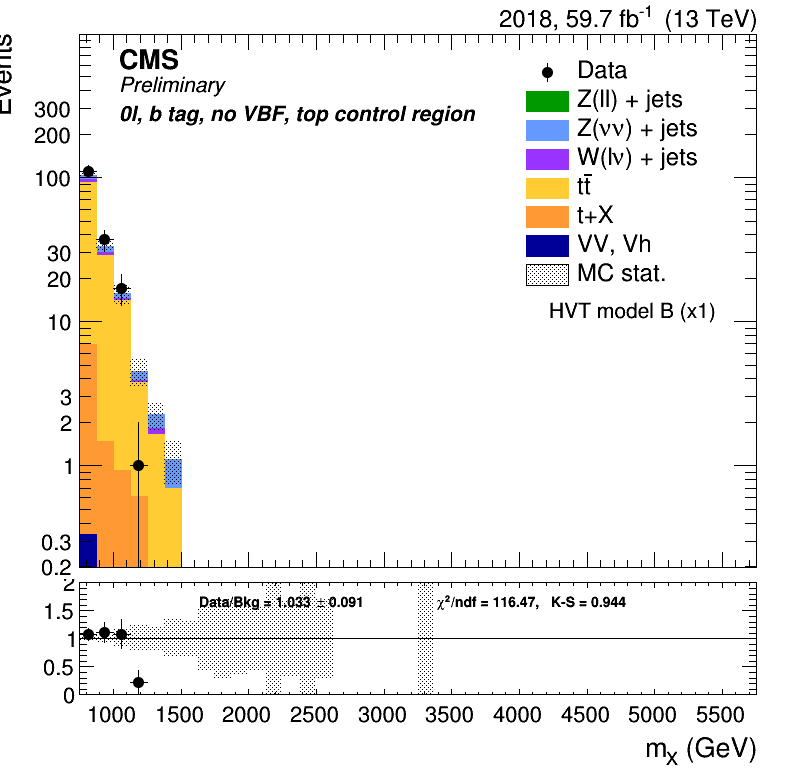 2018, 59.7 fb⁻¹ (13 TeV)
Events
CMS
Preliminary
0l, b tag, no VBF, top control region
Data
Z(ll) + jets
Z(νν) + jets
W(lν) + jets
tt̄
t+X
VV, Vh
MC stat.
HVT model B (x1)
300
200
100
30
20
10
3
2
1
0.3
0.2
2
1.5
1
0.5
0
Data/Bkg = 1.033 ± 0.091
χ²/ndf = 116.47, K-S = 0.944
1000 1500 2000 2500 3000 3500 4000 4500 5000 5500
m_X (GeV)